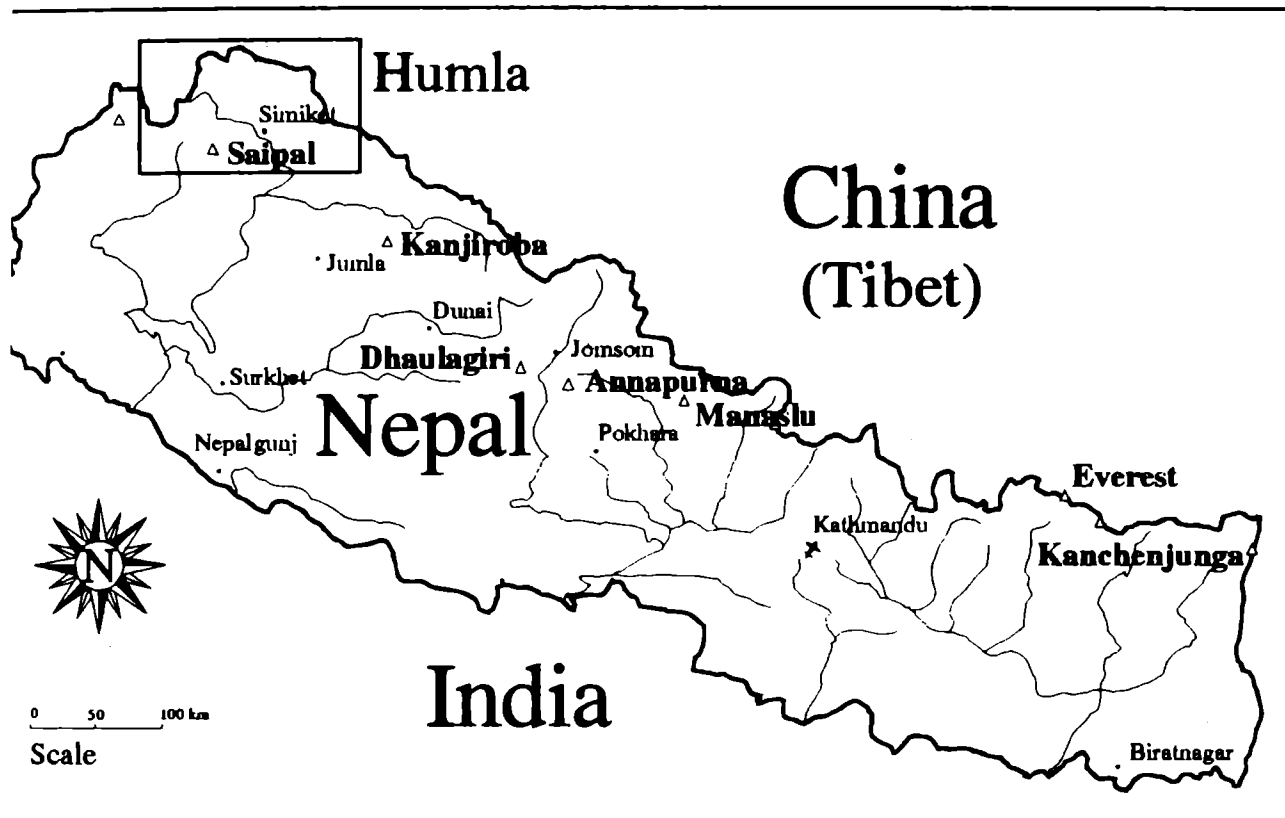 Humla
Simikot
Saipal
China
(Tibet)
Kanjiroba
Jumla
Dunai
Jomsom
Dhaulagiri
Annapurna
Surkhet
Manaslu
Nepal
Pokhara
Nepalgunj
Everest
Kathmandu
Kanchenjunga
N
India
0 50 100 km
Scale
Biratnagar